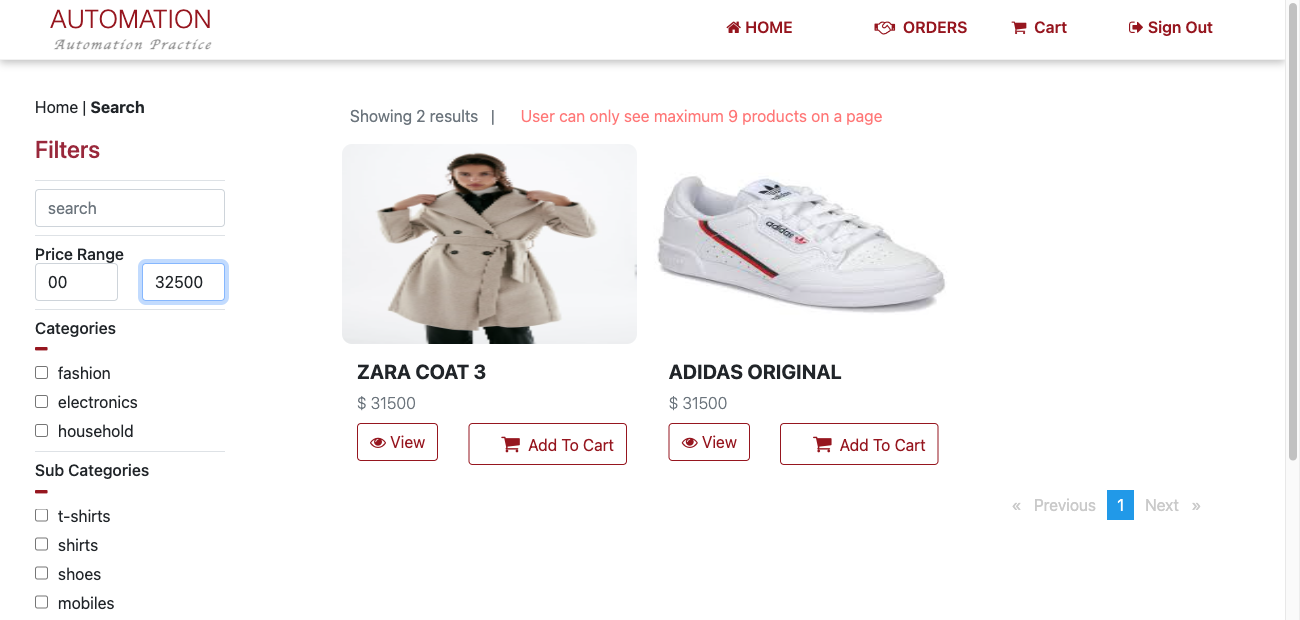 AUTOMATION
Automation Practice
HOME
ORDERS
Cart
Sign Out
Home | Search
Filters
search
Price Range
00
32500
Categories
fashion
electronics
household
Sub Categories
t-shirts
shirts
shoes
mobiles
Showing 2 results |
User can only see maximum 9 products on a page
adidas
adidas
ZARA COAT 3
$ 31500
View
Add To Cart
ADIDAS ORIGINAL
$ 31500
View
Add To Cart
« Previous 1 Next »